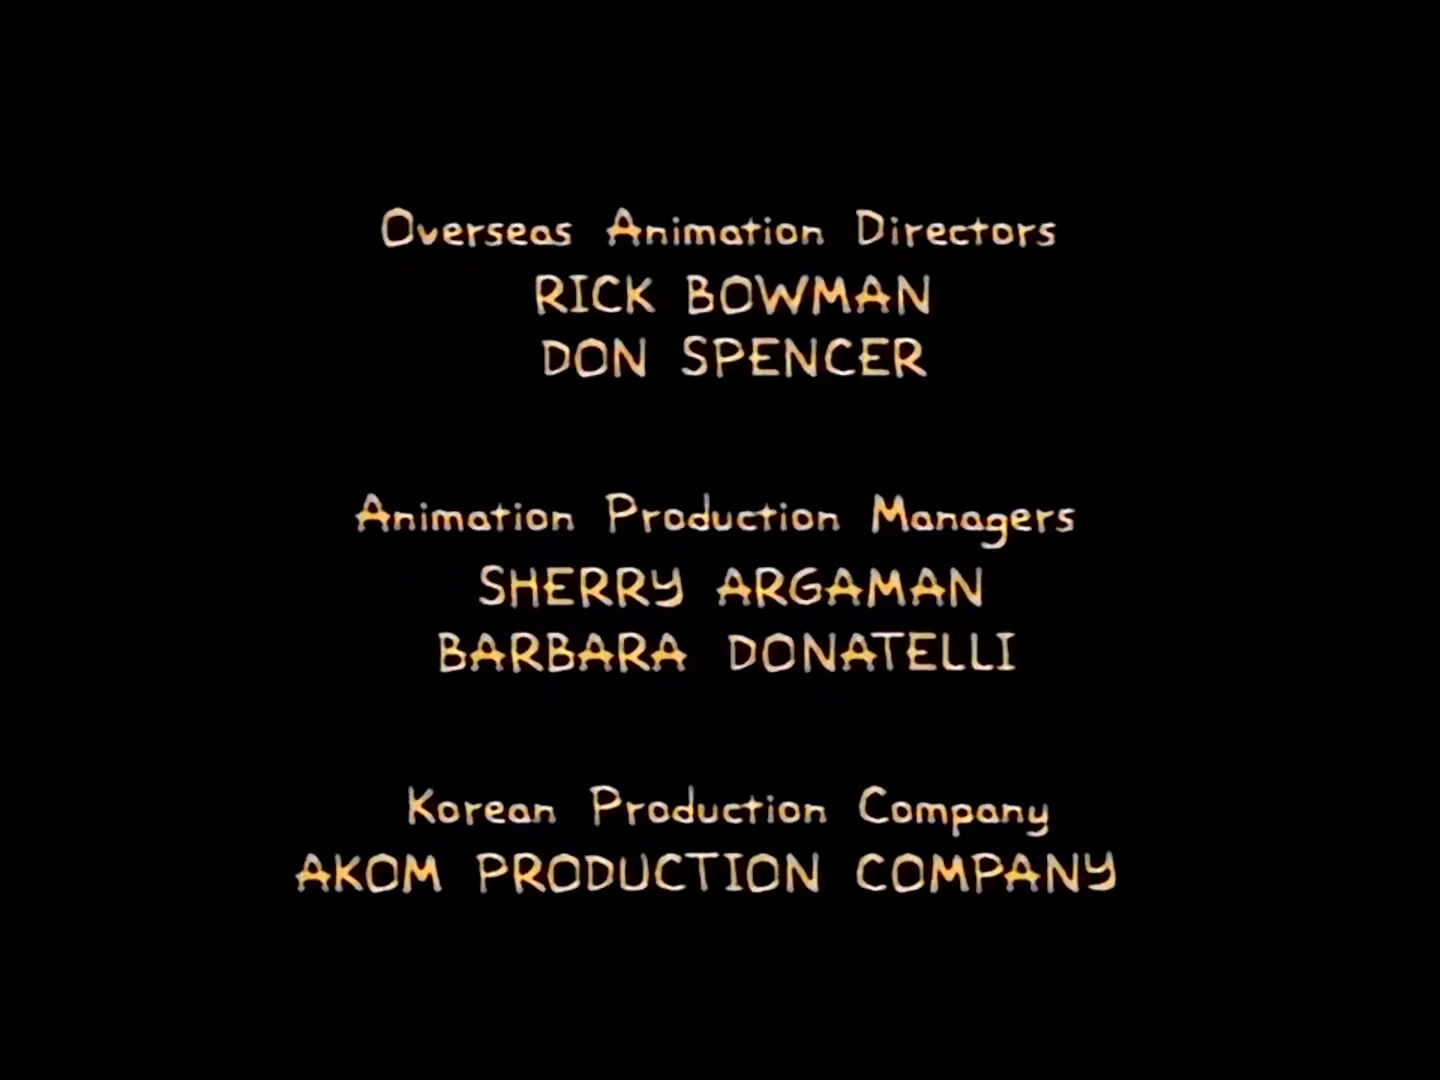 Overseas Animation Directors
RICK BOWMAN
DON SPENCER
Animation Production Managers
SHERRY ARGAMAN
BARBARA DONATELLI
Korean Production Company
AKOM PRODUCTION COMPANY